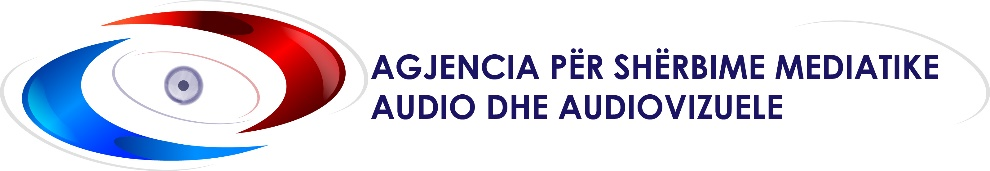 AGJENCIA PËR SHËRBIME MEDIATIKE
AUDIO DHE AUDIOVIZUELE